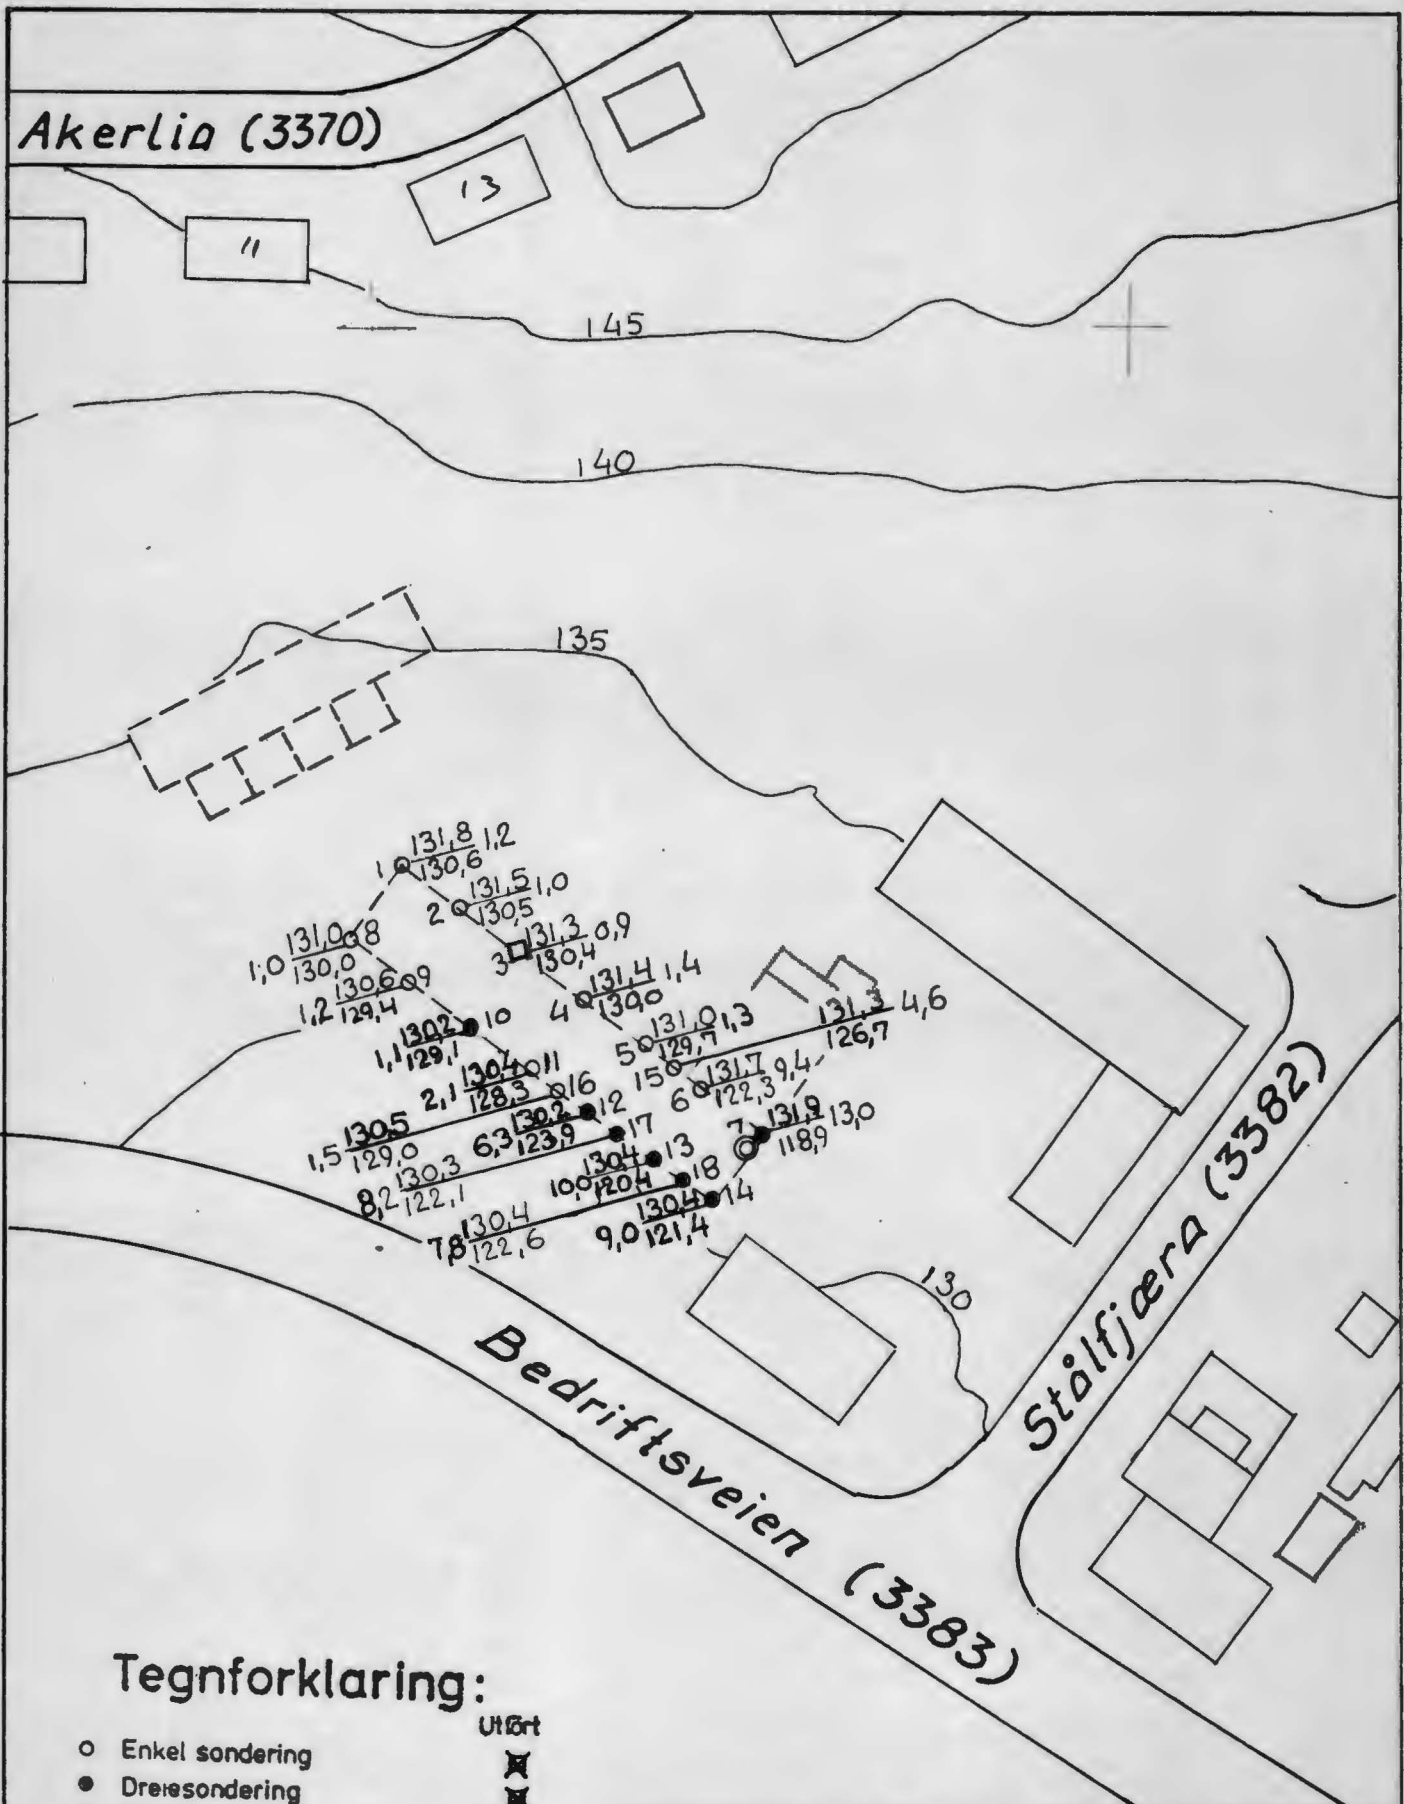 Akerlia (3370)
13
11
145
140
135
1 131,8 1,2
130,6
2 131,5 1,0
130,5
1,0 131,0 8
130,0
3 131,3 0,9
130,4
1,2 130,6 9
129,4
4 131,4 1,4
130,0
1,1 130,2 10
129,1
5 131,0 1,3
129,7
15 131,3 4,6
126,7
2,1 130,4 11
128,3
6 131,7 9,4
122,3
1,5 130,5 16
129,0
6,3 130,2 12
123,9
7 131,9 13,0
118,9
8,2 130,3 17
122,1
10,0 130,4 13
120,4
7,8 130,4 18
122,6
9,0 130,4 14
121,4
130
Bedriftsveien (3383)
Stålfjæra (3382)
Tegnforklaring:
Utført
Enkel sondering
Dreiesondering